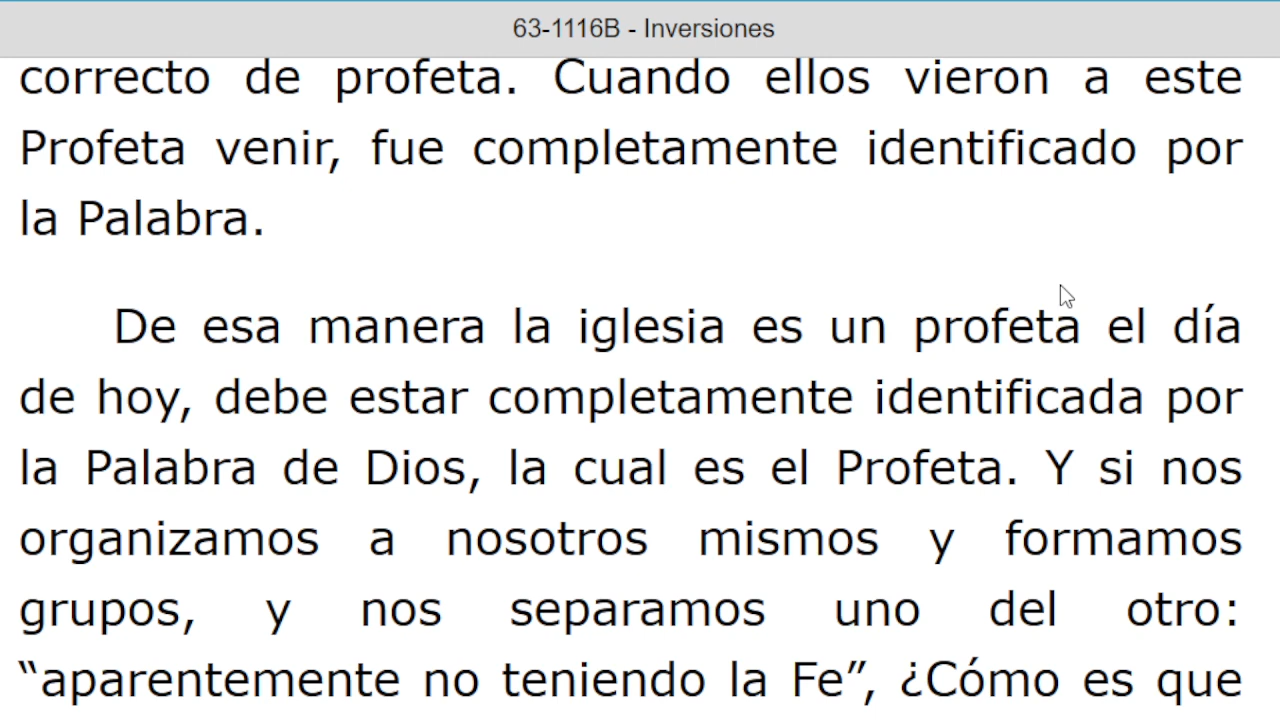 63-1116B - Inversiones
correcto de profeta. Cuando ellos vieron a este
Profeta venir, fue completamente identificado por
la Palabra.
De esa manera la iglesia es un profeta el día
de hoy, debe estar completamente identificada por
la Palabra de Dios, la cual es el Profeta. Y si nos
organizamos a nosotros mismos y formamos
grupos, y nos separamos uno del otro:
“aparentemente no teniendo la Fe”, ¿Cómo es que